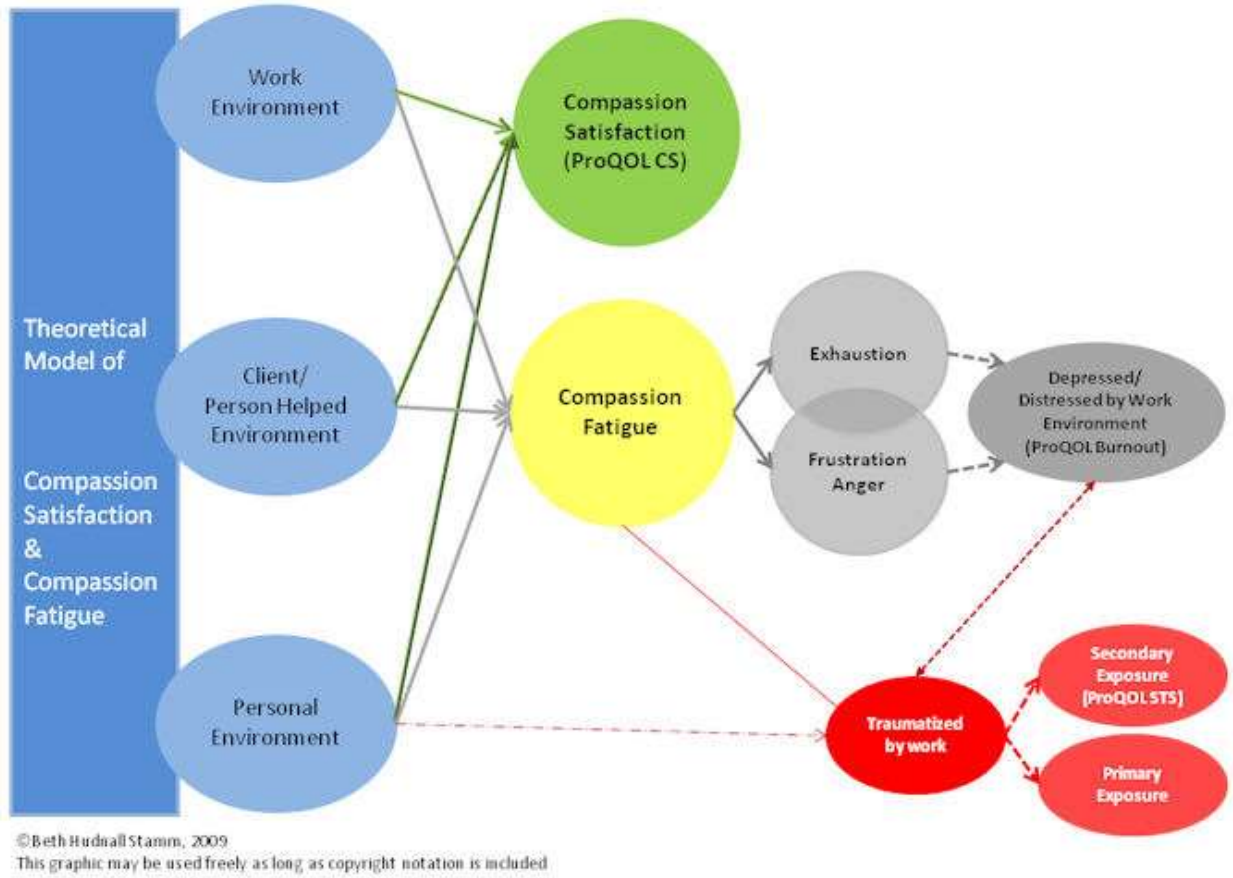 Theoretical
Model of
Compassion
Satisfaction
&
Compassion
Fatigue
Work
Environment
Client/
Person Helped
Environment
Personal
Environment
Compassion
Satisfaction
(ProQOL CS)
Compassion
Fatigue
Exhaustion
Frustration
Anger
Depressed/
Distressed by Work
Environment
(ProQOL Burnout)
Traumatized
by work
Secondary
Exposure
(ProQOL STS)
Primary
Exposure
©Beth Hudnall Stamm, 2009
This graphic may be used freely as long as copyright notation is included